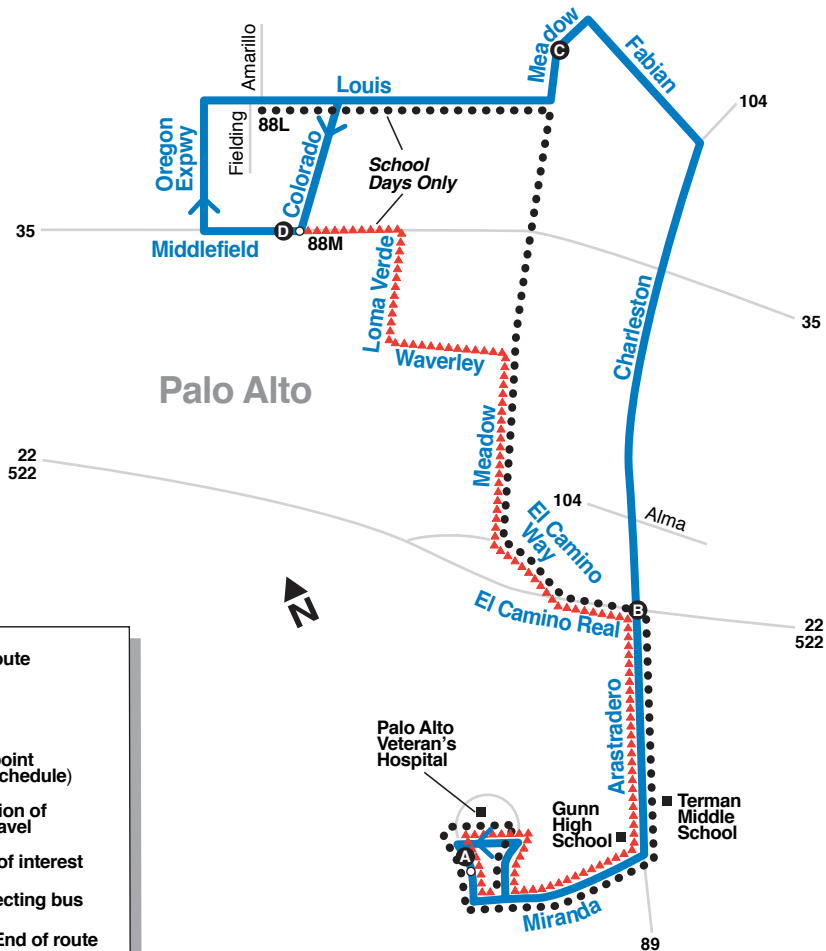 Meadow
C
Fabian
Amarillo
Louis
104
88L
Oregon
Expwy
Fielding
Colorado
School
Days Only
35
D
88M
Middlefield
Loma Verde
35
Charleston
Waverley
Palo Alto
Meadow
22
522
104
Alma
El Camino
Way
N
B
El Camino Real
22
522
Arastradero
Palo Alto
Veteran's
Hospital
Gunn
High
School
Terman
Middle
School
A
Miranda
89
oute
oint
chedule)
ion of
avel
of interest
ecting bus
End of route